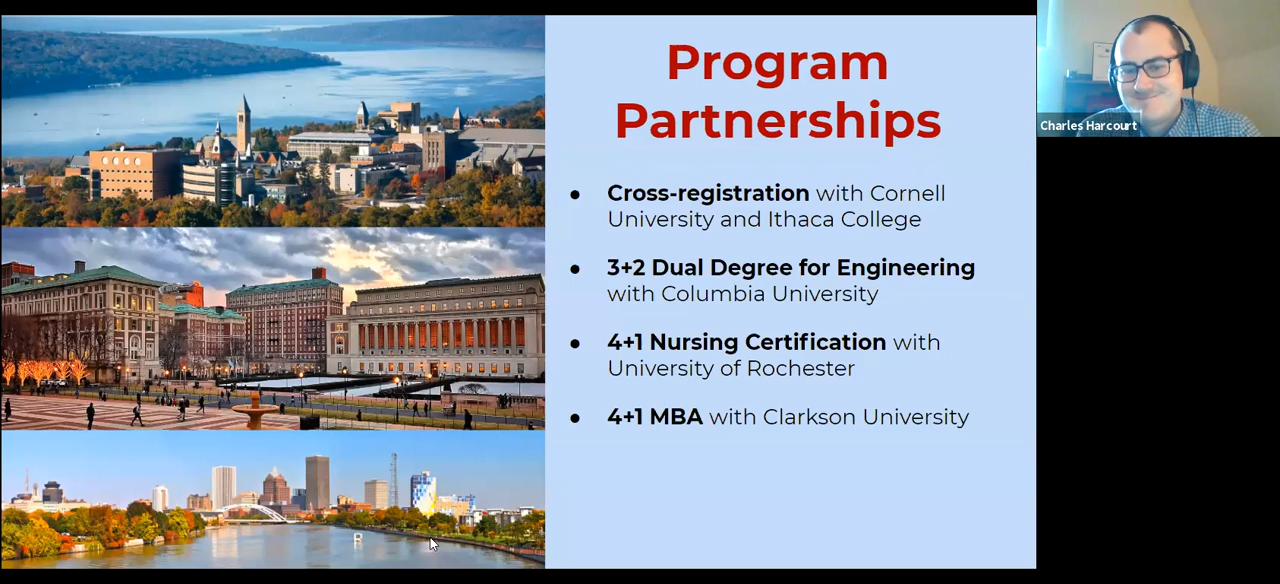 Program
Partnerships
● Cross-registration with Cornell
University and Ithaca College
● 3+2 Dual Degree for Engineering
with Columbia University
● 4+1 Nursing Certification with
University of Rochester
● 4+1 MBA with Clarkson University
Charles Harcourt